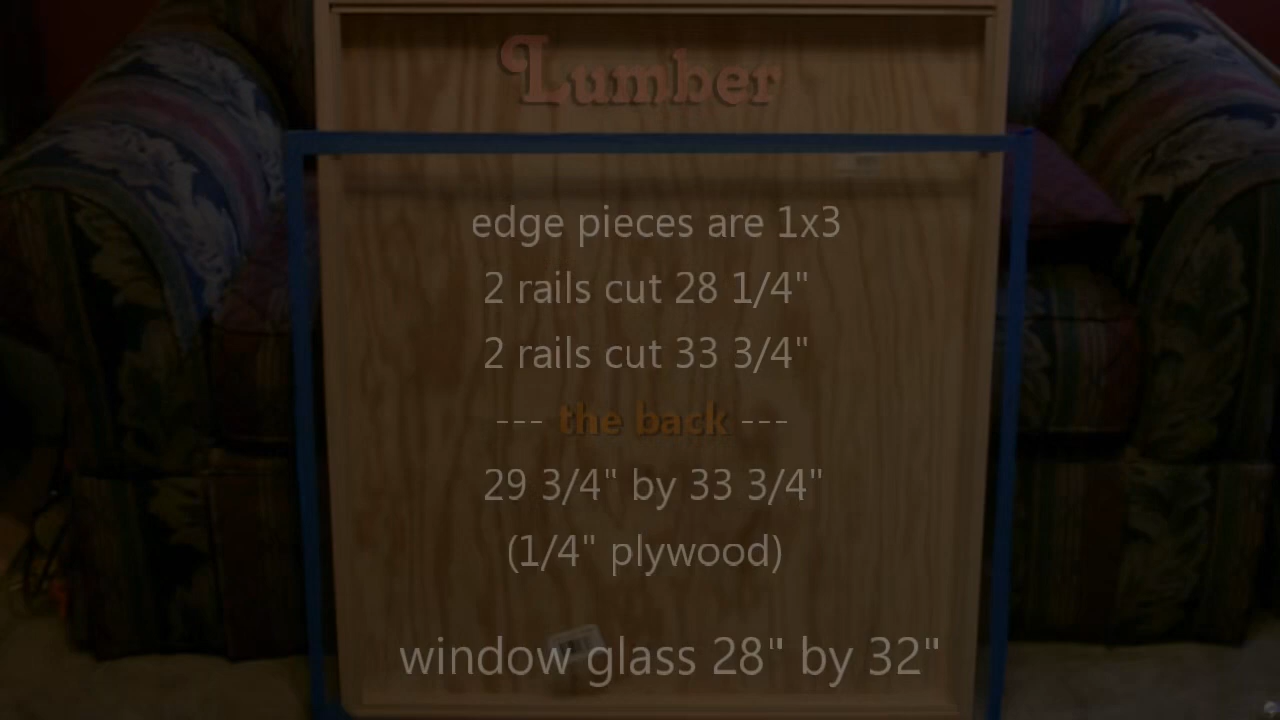 Lumber
edge pieces are 1x3
2 rails cut 28 1/4"
2 rails cut 33 3/4"
--- the back ---
29 3/4" by 33 3/4"
(1/4" plywood)
window glass 28" by 32"